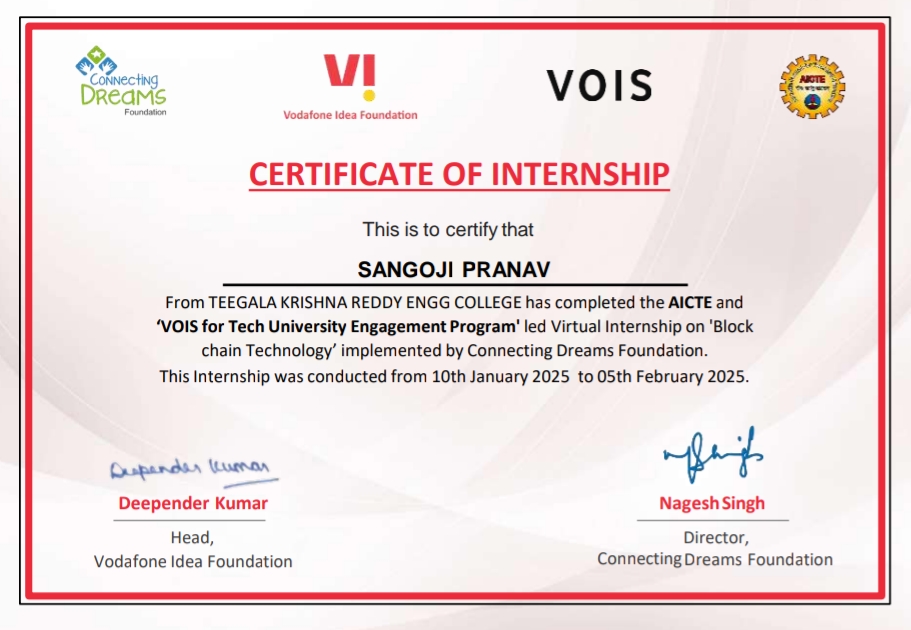 CONNECTING
DREAMS
Foundation
VI
Vodafone Idea Foundation
VOIS
AICTE
CERTIFICATE OF INTERNSHIP
This is to certify that
SANGOJI PRANAV
From TEEGALA KRISHNA REDDY ENGG COLLEGE has completed the AICTE and
‘VOIS for Tech University Engagement Program' led Virtual Internship on 'Block
chain Technology’ implemented by Connecting Dreams Foundation.
This Internship was conducted from 10th January 2025 to 05th February 2025.
Deepender Kumar
Deepender Kumar
Nagesh Singh
Head,
Director,
Vodafone Idea Foundation
Connecting Dreams Foundation